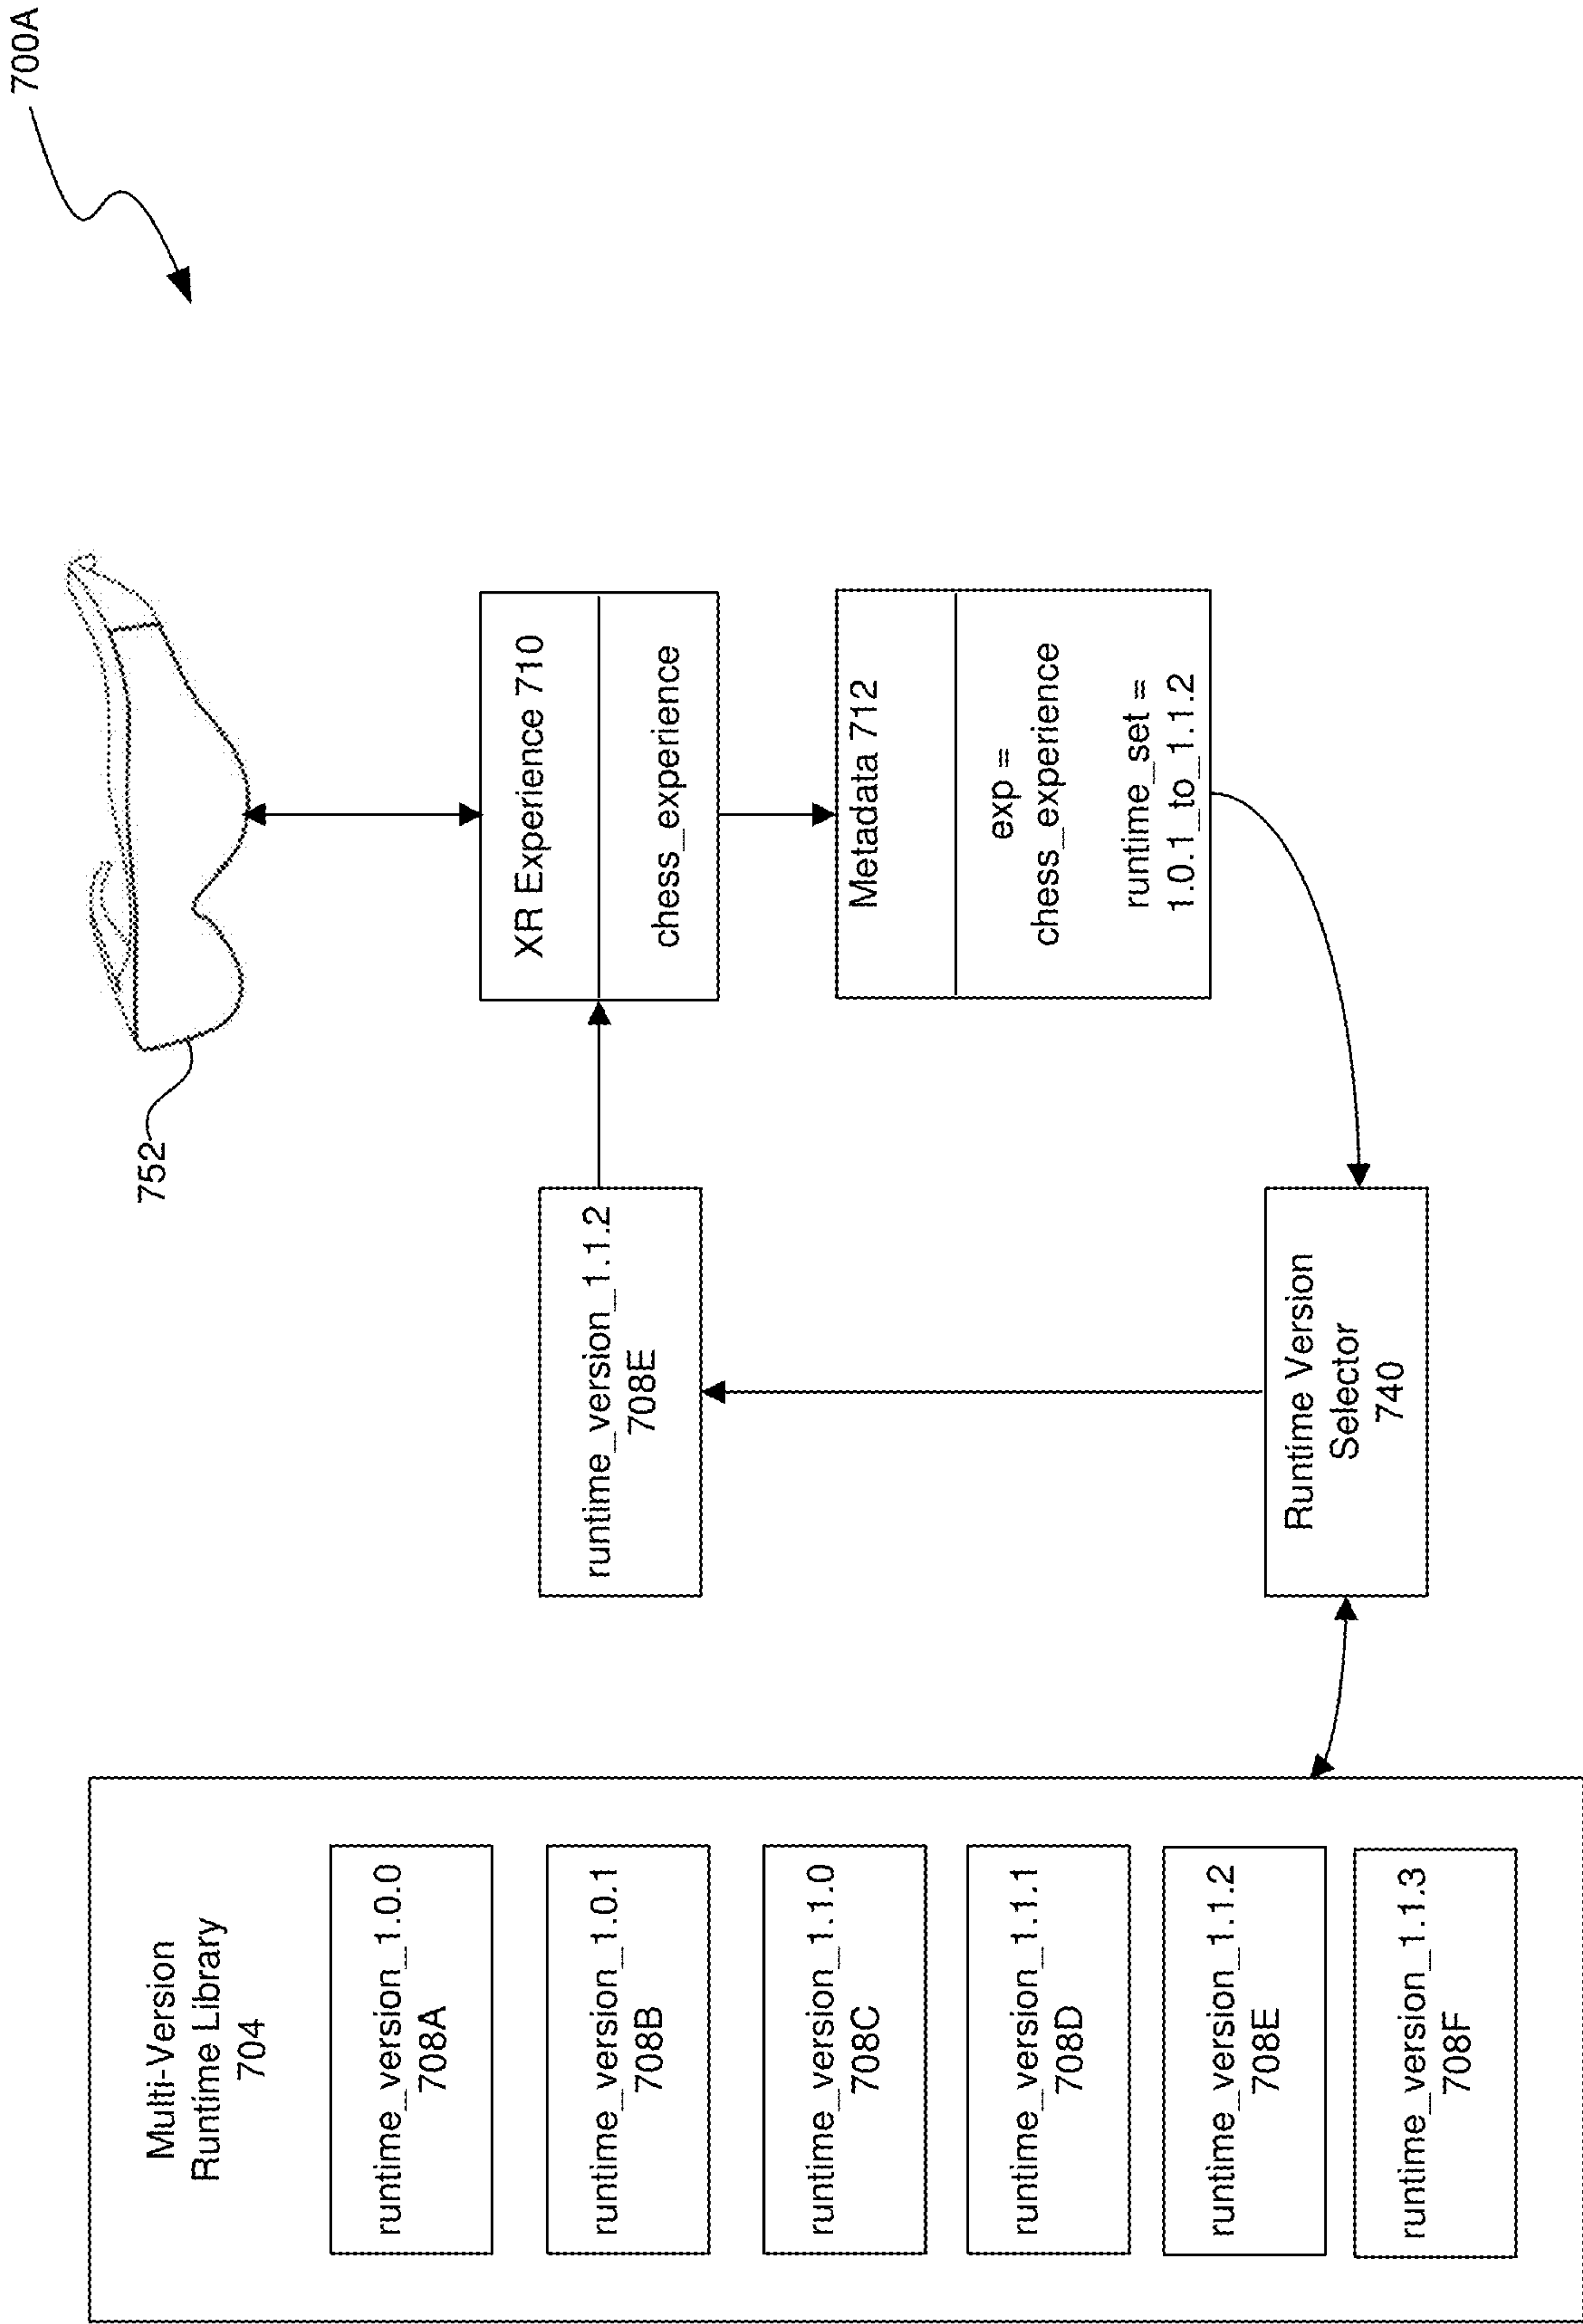 700A
752
Multi-Version
Runtime Library
704
runtime_version_1.0.0
708A
runtime_version_1.0.1
708B
runtime_version_1.1.0
708C
runtime_version_1.1.1
708D
runtime_version_1.1.2
708E
runtime_version_1.1.3
708F
runtime_version_1.1.2
708E
Runtime Version
Selector
740
XR Experience 710
chess_experience
Metadata 712
exp =
chess_experience
runtime_set =
1.0.1_to_1.1.2